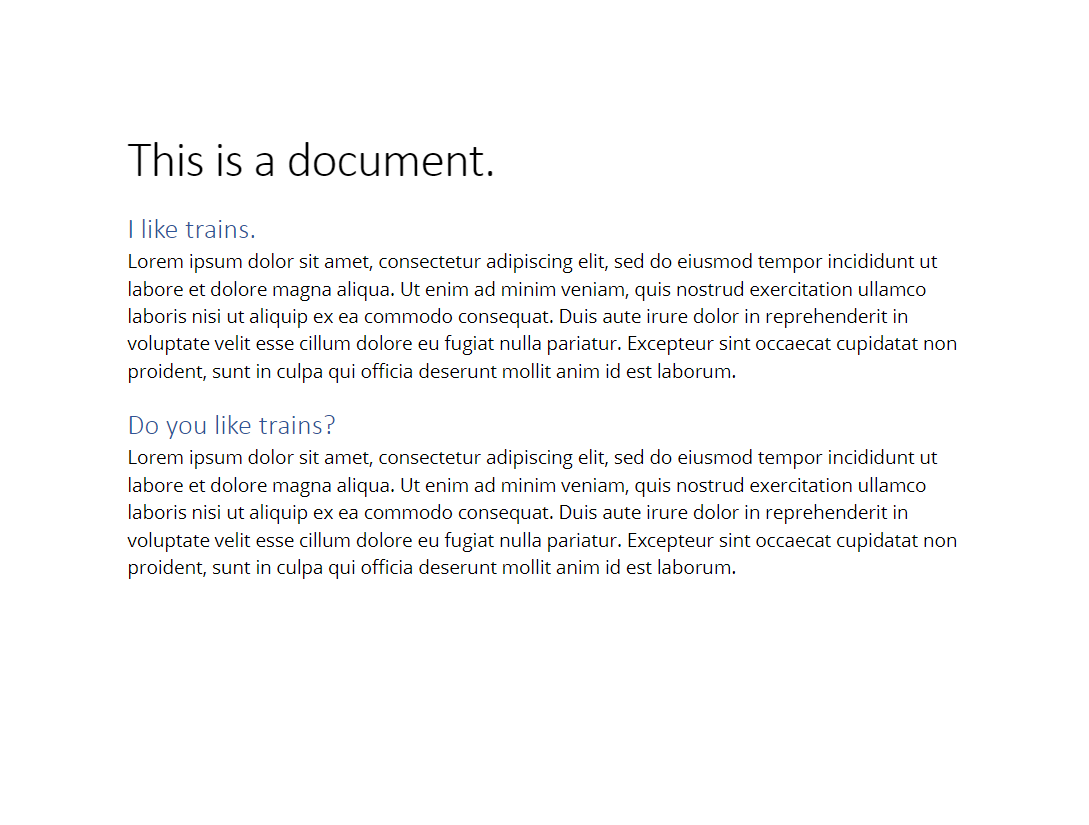 This is a document.
I like trains.
Lorem ipsum dolor sit amet, consectetur adipiscing elit, sed do eiusmod tempor incididunt ut
labore et dolore magna aliqua. Ut enim ad minim veniam, quis nostrud exercitation ullamco
laboris nisi ut aliquip ex ea commodo consequat. Duis aute irure dolor in reprehenderit in
voluptate velit esse cillum dolore eu fugiat nulla pariatur. Excepteur sint occaecat cupidatat non
proident, sunt in culpa qui officia deserunt mollit anim id est laborum.
Do you like trains?
Lorem ipsum dolor sit amet, consectetur adipiscing elit, sed do eiusmod tempor incididunt ut
labore et dolore magna aliqua. Ut enim ad minim veniam, quis nostrud exercitation ullamco
laboris nisi ut aliquip ex ea commodo consequat. Duis aute irure dolor in reprehenderit in
voluptate velit esse cillum dolore eu fugiat nulla pariatur. Excepteur sint occaecat cupidatat non
proident, sunt in culpa qui officia deserunt mollit anim id est laborum.